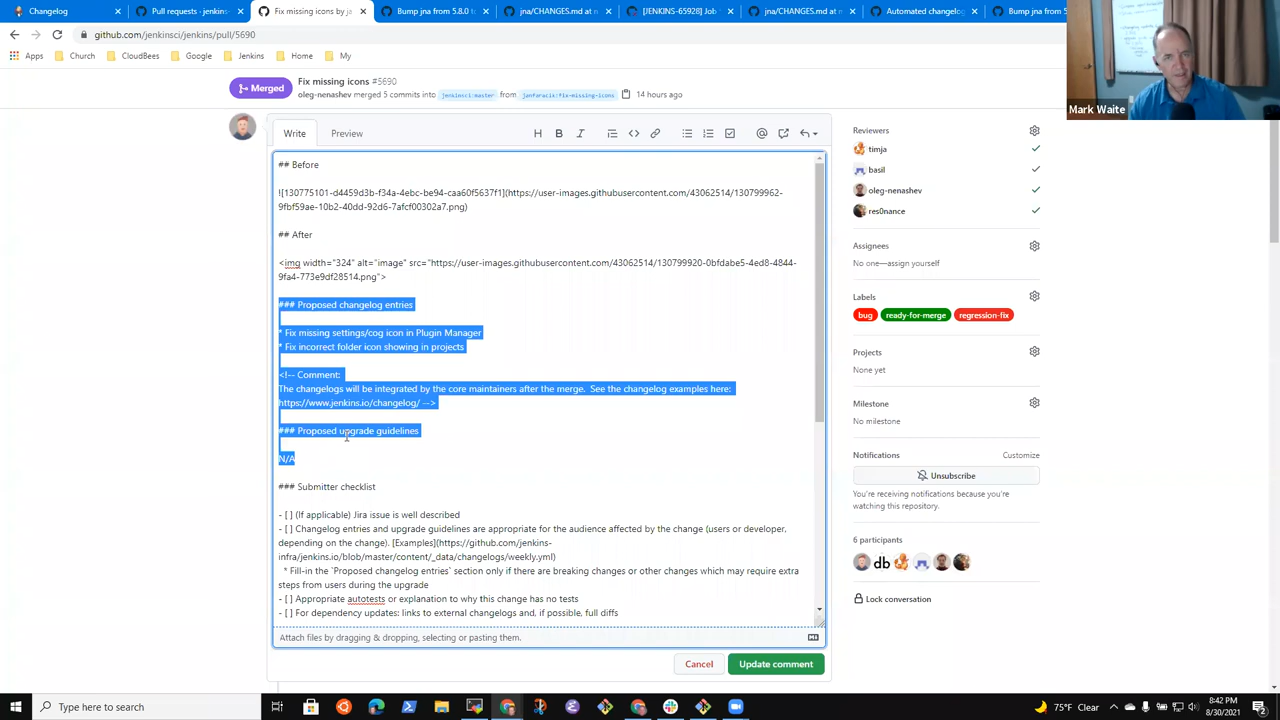 Changelog
Pull requests · jenkins-
Fix missing icons by ja
Bump jna from 5.8.0 to
jna/CHANGES.md at n
[JENKINS-65928] Job
jna/CHANGES.md at m
Automated changelog
Bump jna from 5
github.com/jenkinsci/jenkins/pull/5690
Apps
Church
CloudBees
Google
Jenkins
Home
My
Merged
Fix missing icons #5690
oleg-nenashev merged 5 commits into jenkinsci:master from janfaracik:fix-missing-icons 14 hours ago
Mark Waite
Write
Preview
## Before
![130775101-d4459d3b-f34a-4ebc-be94-caa60f5637f1](https://user-images.githubusercontent.com/43062514/130799962-
9fbf59ae-10b2-40dd-92d6-7afcf00302a7.png)
## After
<img width="324" alt="image" src="https://user-images.githubusercontent.com/43062514/130799920-0bfdabe5-4ed8-4844-
9fa4-773e9df28514.png">
### Proposed changelog entries
* Fix missing settings/cog icon in Plugin Manager
* Fix incorrect folder icon showing in projects
<!-- Comment:
The changelogs will be integrated by the core maintainers after the merge.  See the changelog examples here:
https://www.jenkins.io/changelog/ -->
### Proposed upgrade guidelines
N/A
### Submitter checklist
- [ ] (If applicable) Jira issue is well described
- [ ] Changelog entries and upgrade guidelines are appropriate for the audience affected by the change (users or developer,
depending on the change). [Examples](https://github.com/jenkins-
infra/jenkins.io/blob/master/content/_data/changelogs/weekly.yml)
* Fill-in the `Proposed changelog entries` section only if there are breaking changes or other changes which may require extra
steps from users during the upgrade
- [ ] Appropriate autotests or explanation to why this change has no tests
- [ ] For dependency updates: links to external changelogs and, if possible, full diffs
Attach files by dragging & dropping, selecting or pasting them.
Cancel
Update comment
Reviewers
timja
basil
oleg-nenashev
res0nance
Assignees
No one—assign yourself
Labels
bug
ready-for-merge
regression-fix
Projects
None yet
Milestone
No milestone
Notifications
Customize
Unsubscribe
You're receiving notifications because you're
watching this repository.
6 participants
db
Lock conversation
Type here to search
75°F Clear
8:42 PM
8/30/2021
2